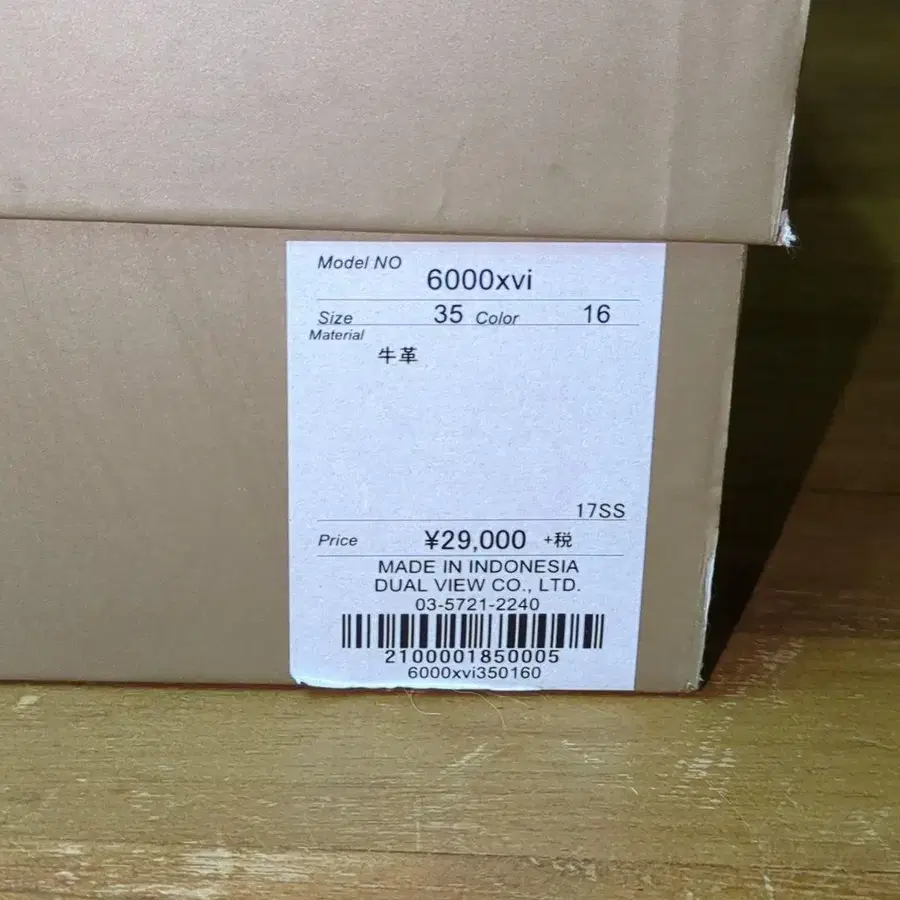 Model NO 6000xvi
Size 35 Color 16
Material
牛革
17SS
Price ¥29,000 +税
MADE IN INDONESIA
DUAL VIEW CO., LTD.
03-5721-2240
2100001850005
6000xvi350160